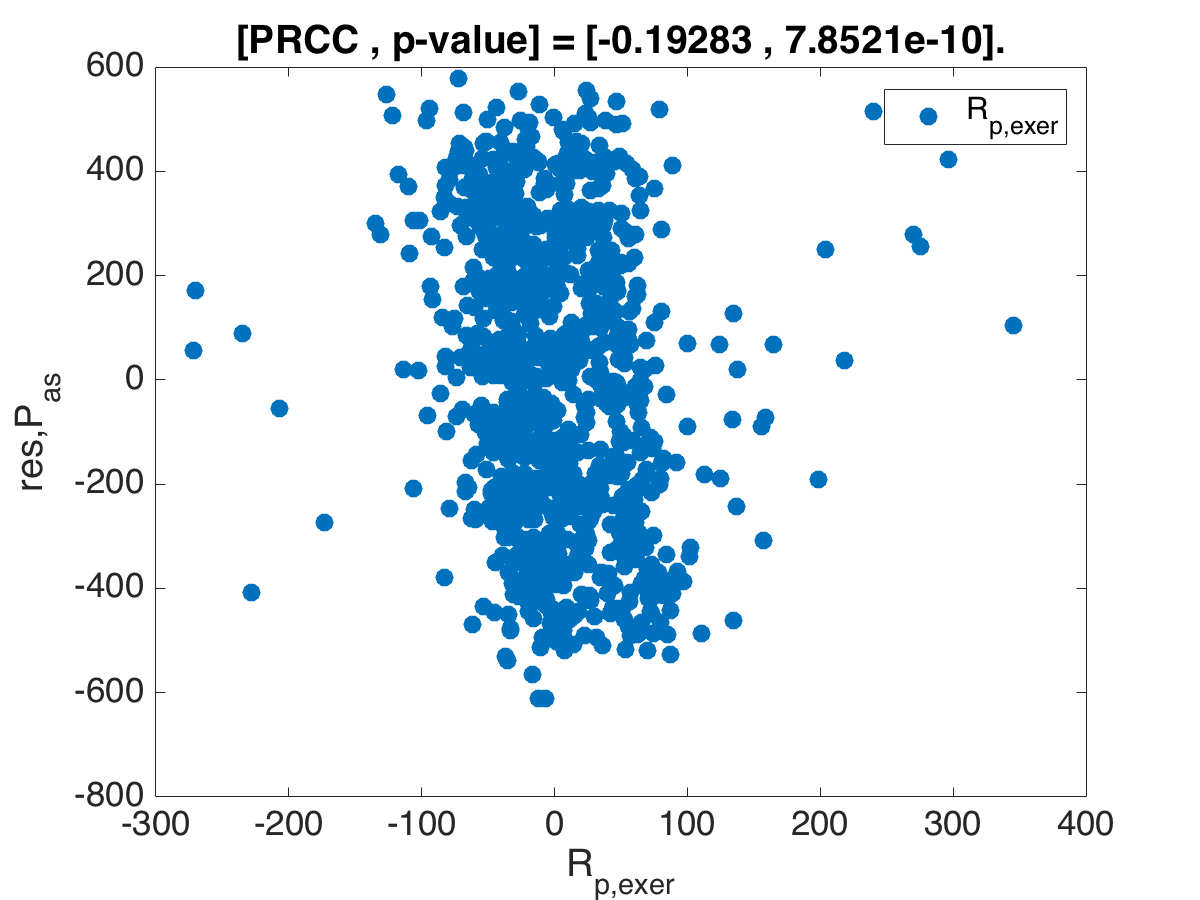 [PRCC , p-value] = [-0.19283 , 7.8521e-10].
600
400
200
0
-200
-400
-600
-800
res,P_as
R_p,exer
-300 -200 -100 0 100 200 300 400
R_p,exer